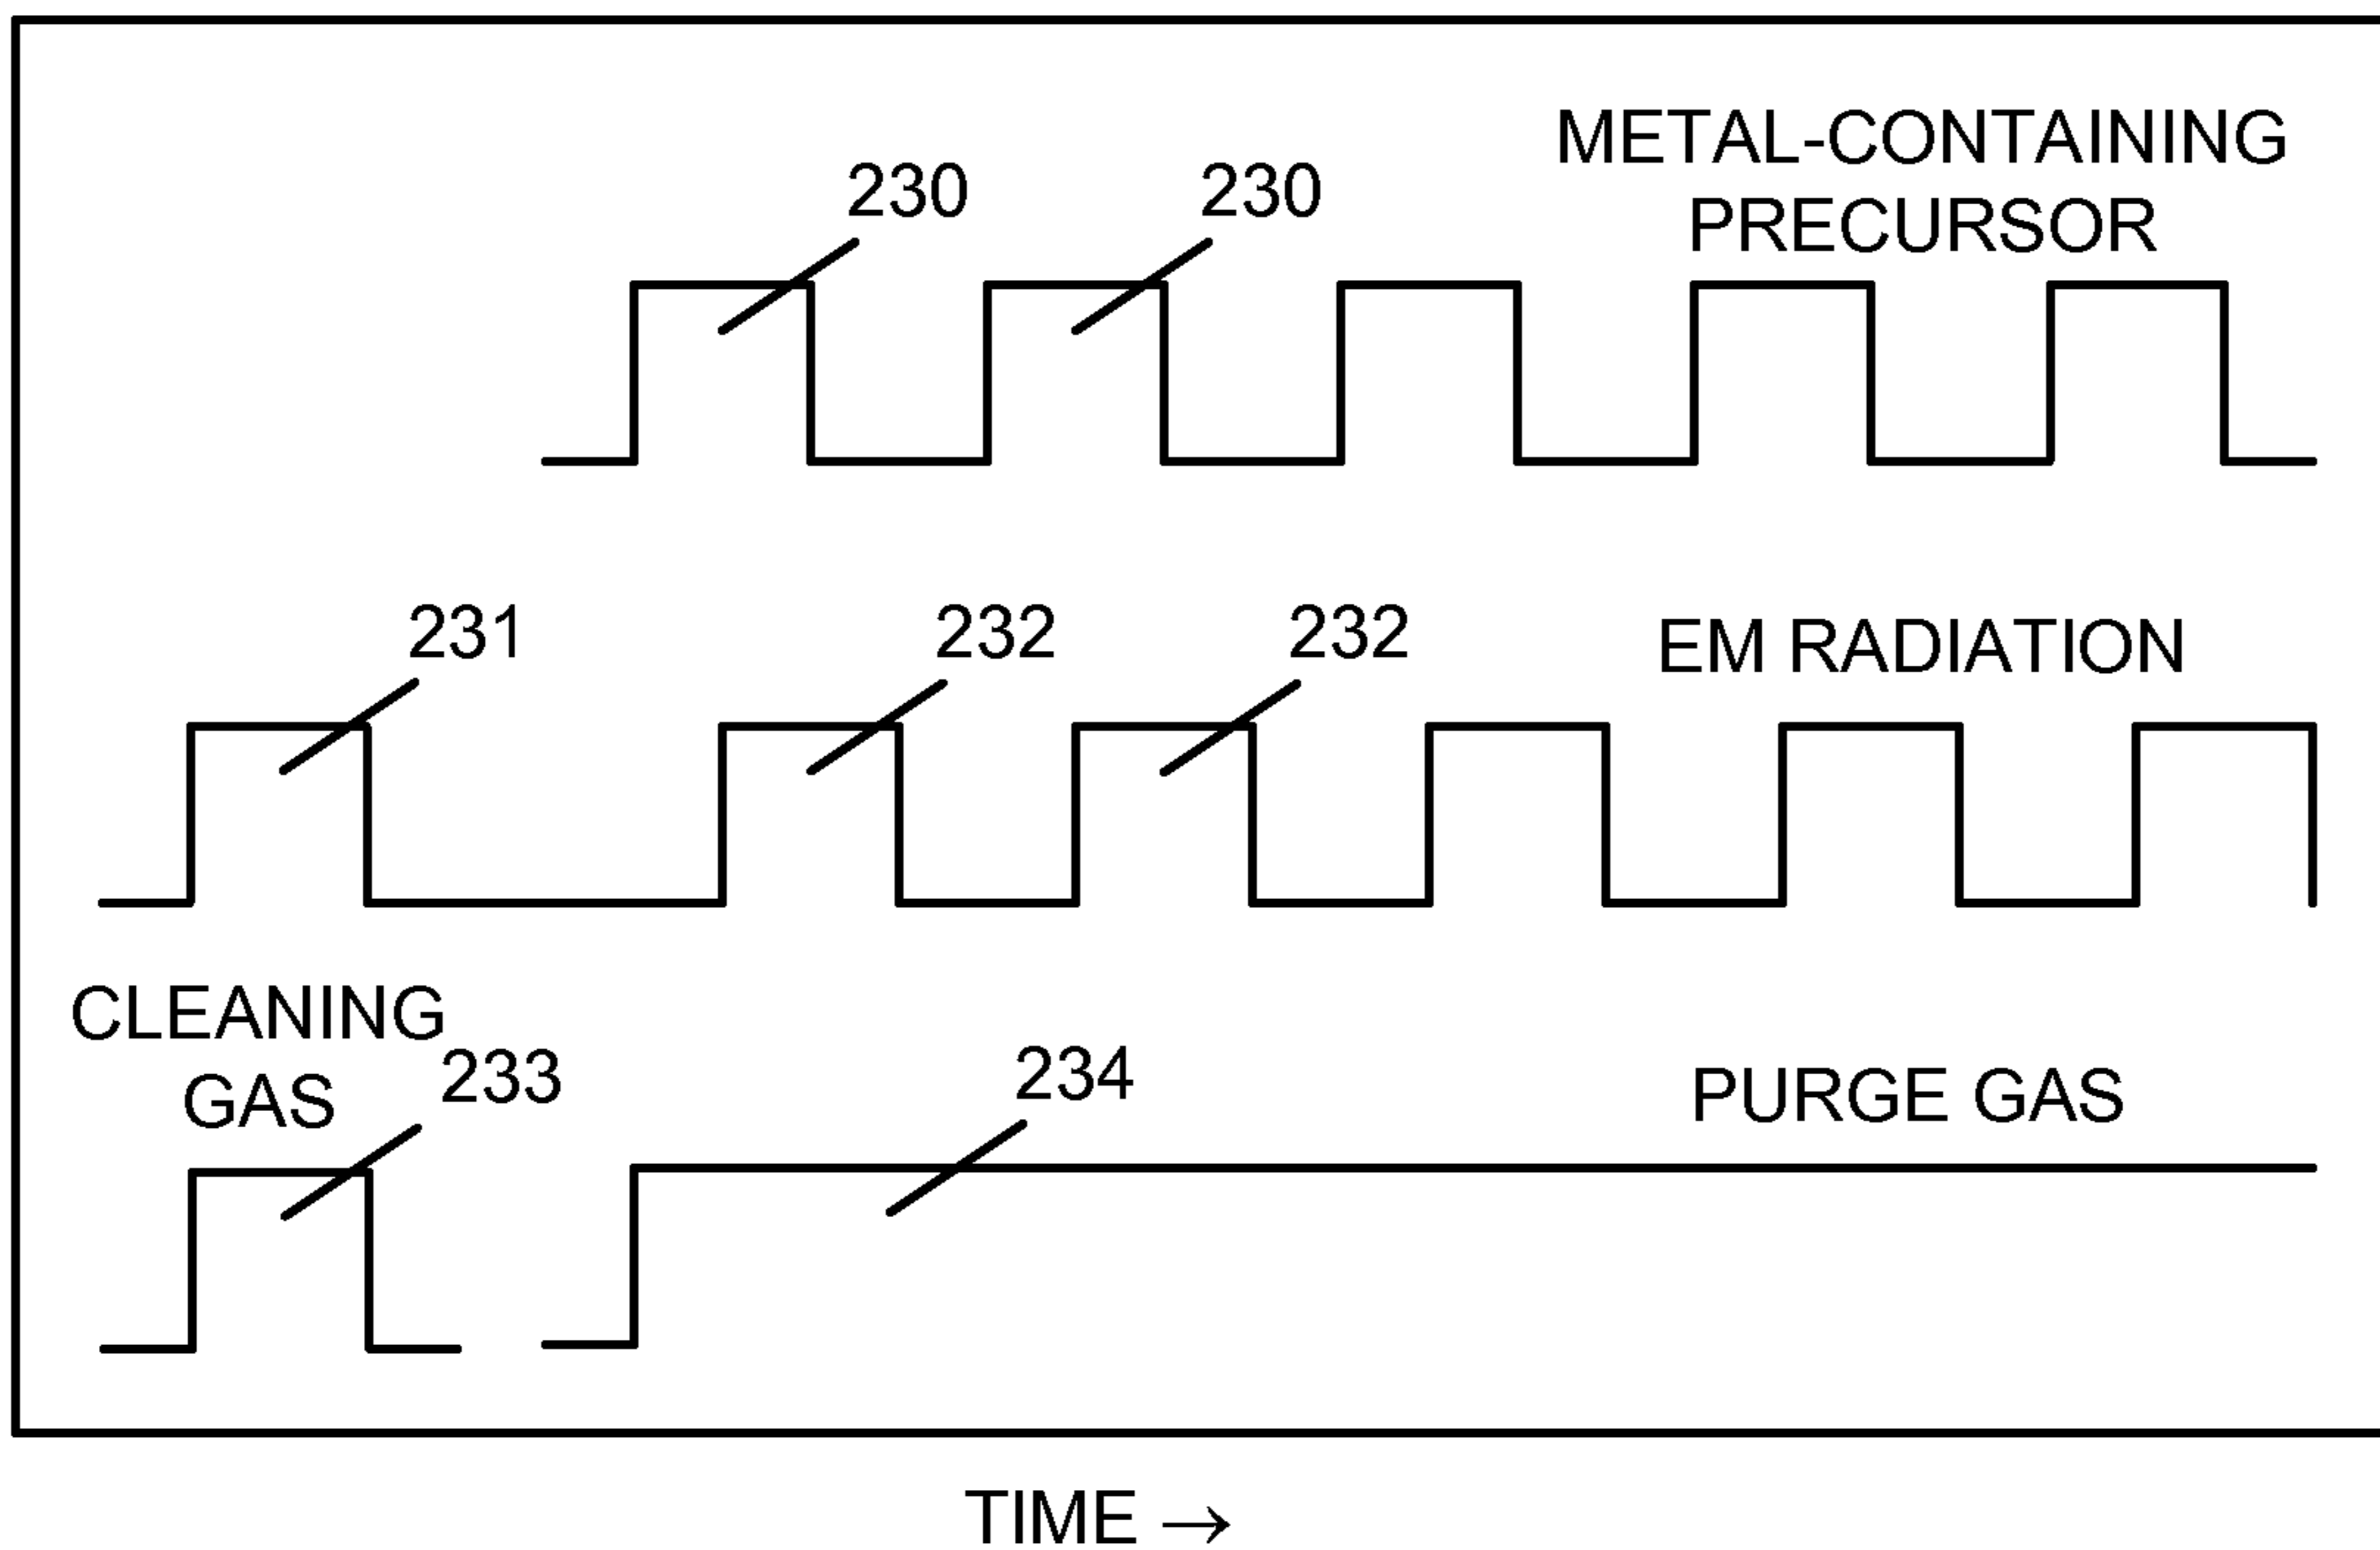 METAL-CONTAINING
PRECURSOR
230
230
231
232
232
EM RADIATION
CLEANING
GAS
233
234
PURGE GAS
TIME →